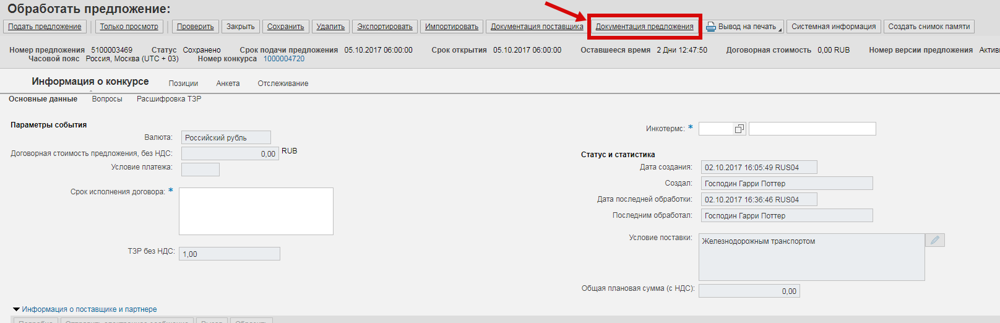 Обработать предложение:
Подать предложение Только просмотр Проверить Закрыть Сохранить Удалить Экспортировать Импортировать Документация поставщика Документация предложения Вывод на печать Системная информация Создать снимок памяти
Номер предложения 5100003469 Статус Сохранено Срок подачи предложения 05.10.2017 06:00:00 Срок открытия 05.10.2017 06:00:00 Оставшееся время 2 Дни 12:47:50 Договорная стоимость 0,00 RUB Номер версии предложения Актив
Часовой пояс Россия, Москва (UTC + 03) Номер конкурса 1000004720
Информация о конкурсе Позиции Анкета Отслеживание
Основные данные Вопросы Расшифровка ТЗР
Параметры события
Валюта: Российский рубль
Договорная стоимость предложения, без НДС: 0,00 RUB
Условие платежа:
Срок исполнения договора: *
ТЗР без НДС: 1,00
Инкотермс: *
Статус и статистика
Дата создания: 02.10.2017 16:05:49 RUS04
Создал: Господин Гарри Поттер
Дата последней обработки: 02.10.2017 16:36:46 RUS04
Последним обработал: Господин Гарри Поттер
Условие поставки: Железнодорожным транспортом
Общая плановая сумма (с НДС): 0,00
Информация о поставщике и партнере